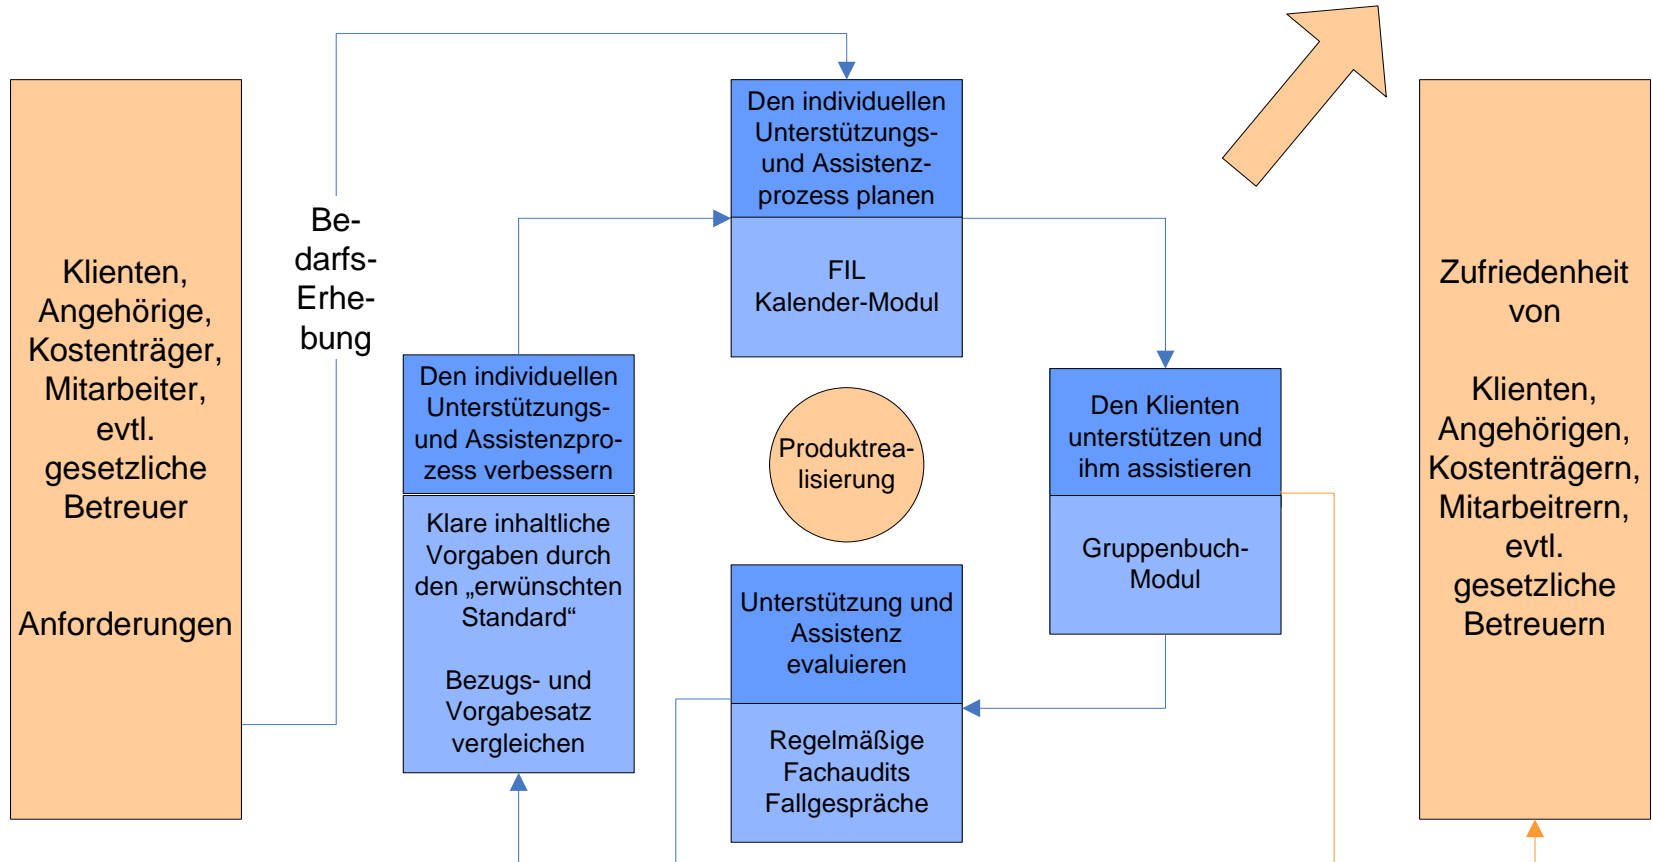 Klienten,
Angehörige,
Kostenträger,
Mitarbeiter,
evtl.
gesetzliche
Betreuer
Anforderungen
Be-
darfs-
Erhe-
bung
Den individuellen
Unterstützungs-
und Assistenz-
prozess planen
FIL
Kalender-Modul
Den individuellen
Unterstützungs-
und Assistenzpro-
zess verbessern
Klare inhaltliche
Vorgaben durch
den „erwünschten
Standard“
Bezugs- und
Vorgabesatz
vergleichen
Produktrea-
lisierung
Den Klienten
unterstützen und
ihm assistieren
Gruppenbuch-
Modul
Unterstützung und
Assistenz
evaluieren
Regelmäßige
Fachaudits
Fallgespräche
Zufriedenheit
von
Klienten,
Angehörigen,
Kostenträgern,
Mitarbeitrern,
evtl.
gesetzliche
Betreuern